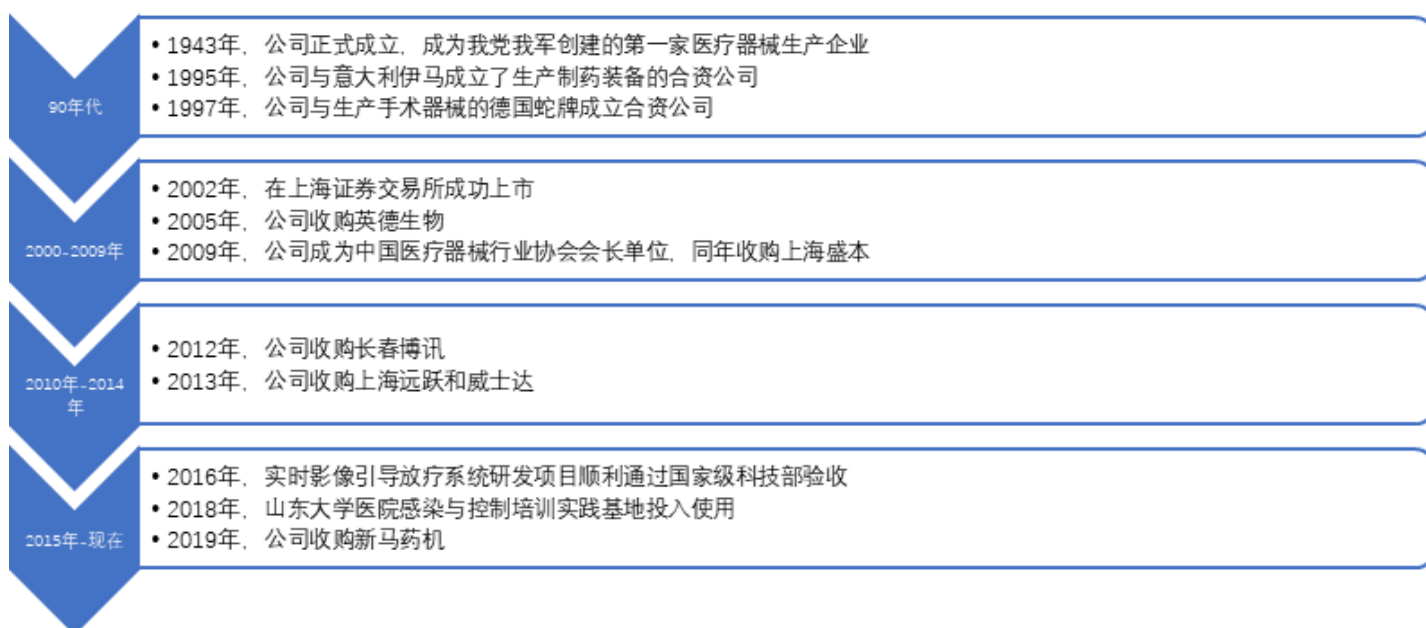 90年代
• 1943年，公司正式成立，成为我党我军创建的第一家医疗器械生产企业
• 1995年，公司与意大利伊马成立了生产制药装备的合资公司
• 1997年，公司与生产手术器械的德国蛇牌成立合资公司
2000-2009年
• 2002年，在上海证券交易所成功上市
• 2005年，公司收购英德生物
• 2009年，公司成为中国医疗器械行业协会会长单位，同年收购上海盛本
2010年-2014
年
• 2012年，公司收购长春博讯
• 2013年，公司收购上海远跃和威士达
2015年-现在
• 2016年，实时影像引导放疗系统研发项目顺利通过国家级科技部验收
• 2018年，山东大学医院感染与控制培训实践基地投入使用
• 2019年，公司收购新马药机